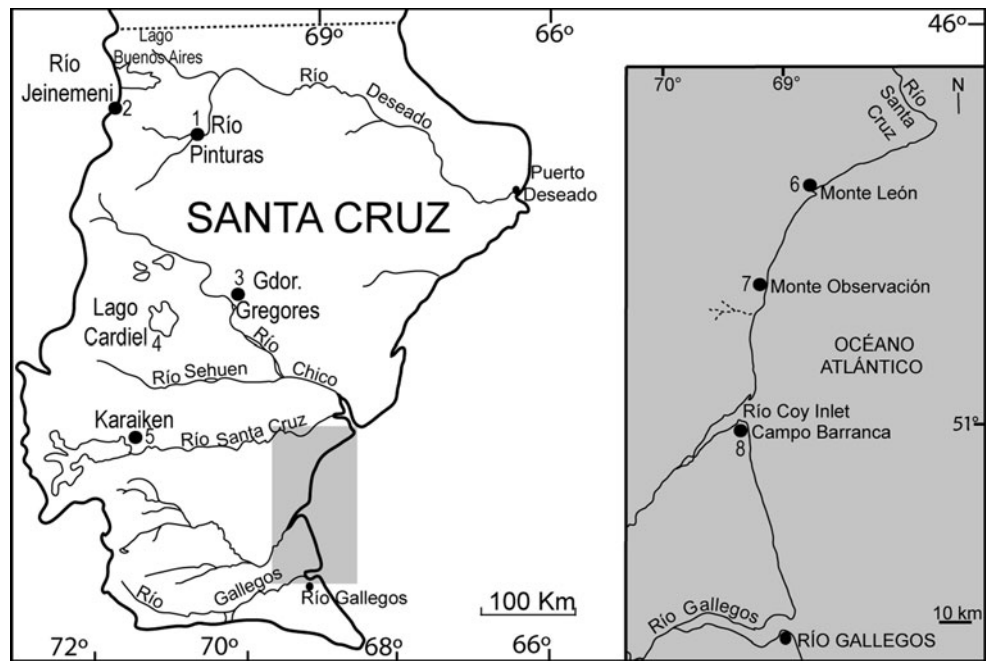 69º
66º
46º
Lago
Buenos Aires
Río
Jeinemeni
2
Río
Deseado
1
Río
Pinturas
Puerto
Deseado
SANTA CRUZ
3
Gdor.
Gregores
Lago
Cardiel
4
Río
Chico
Río Sehuen
Karaiken
5
Río Santa Cruz
Río
Gallegos
Río Gallegos
100 Km
72º
70º
68º
66º
70º
69º
N
Río
Santa
Cruz
6
Monte León
7
Monte Observación
OCÉANO
ATLÁNTICO
Río Coy Inlet
51º
Campo Barranca
8
Río Gallegos
10 km
RÍO GALLEGOS